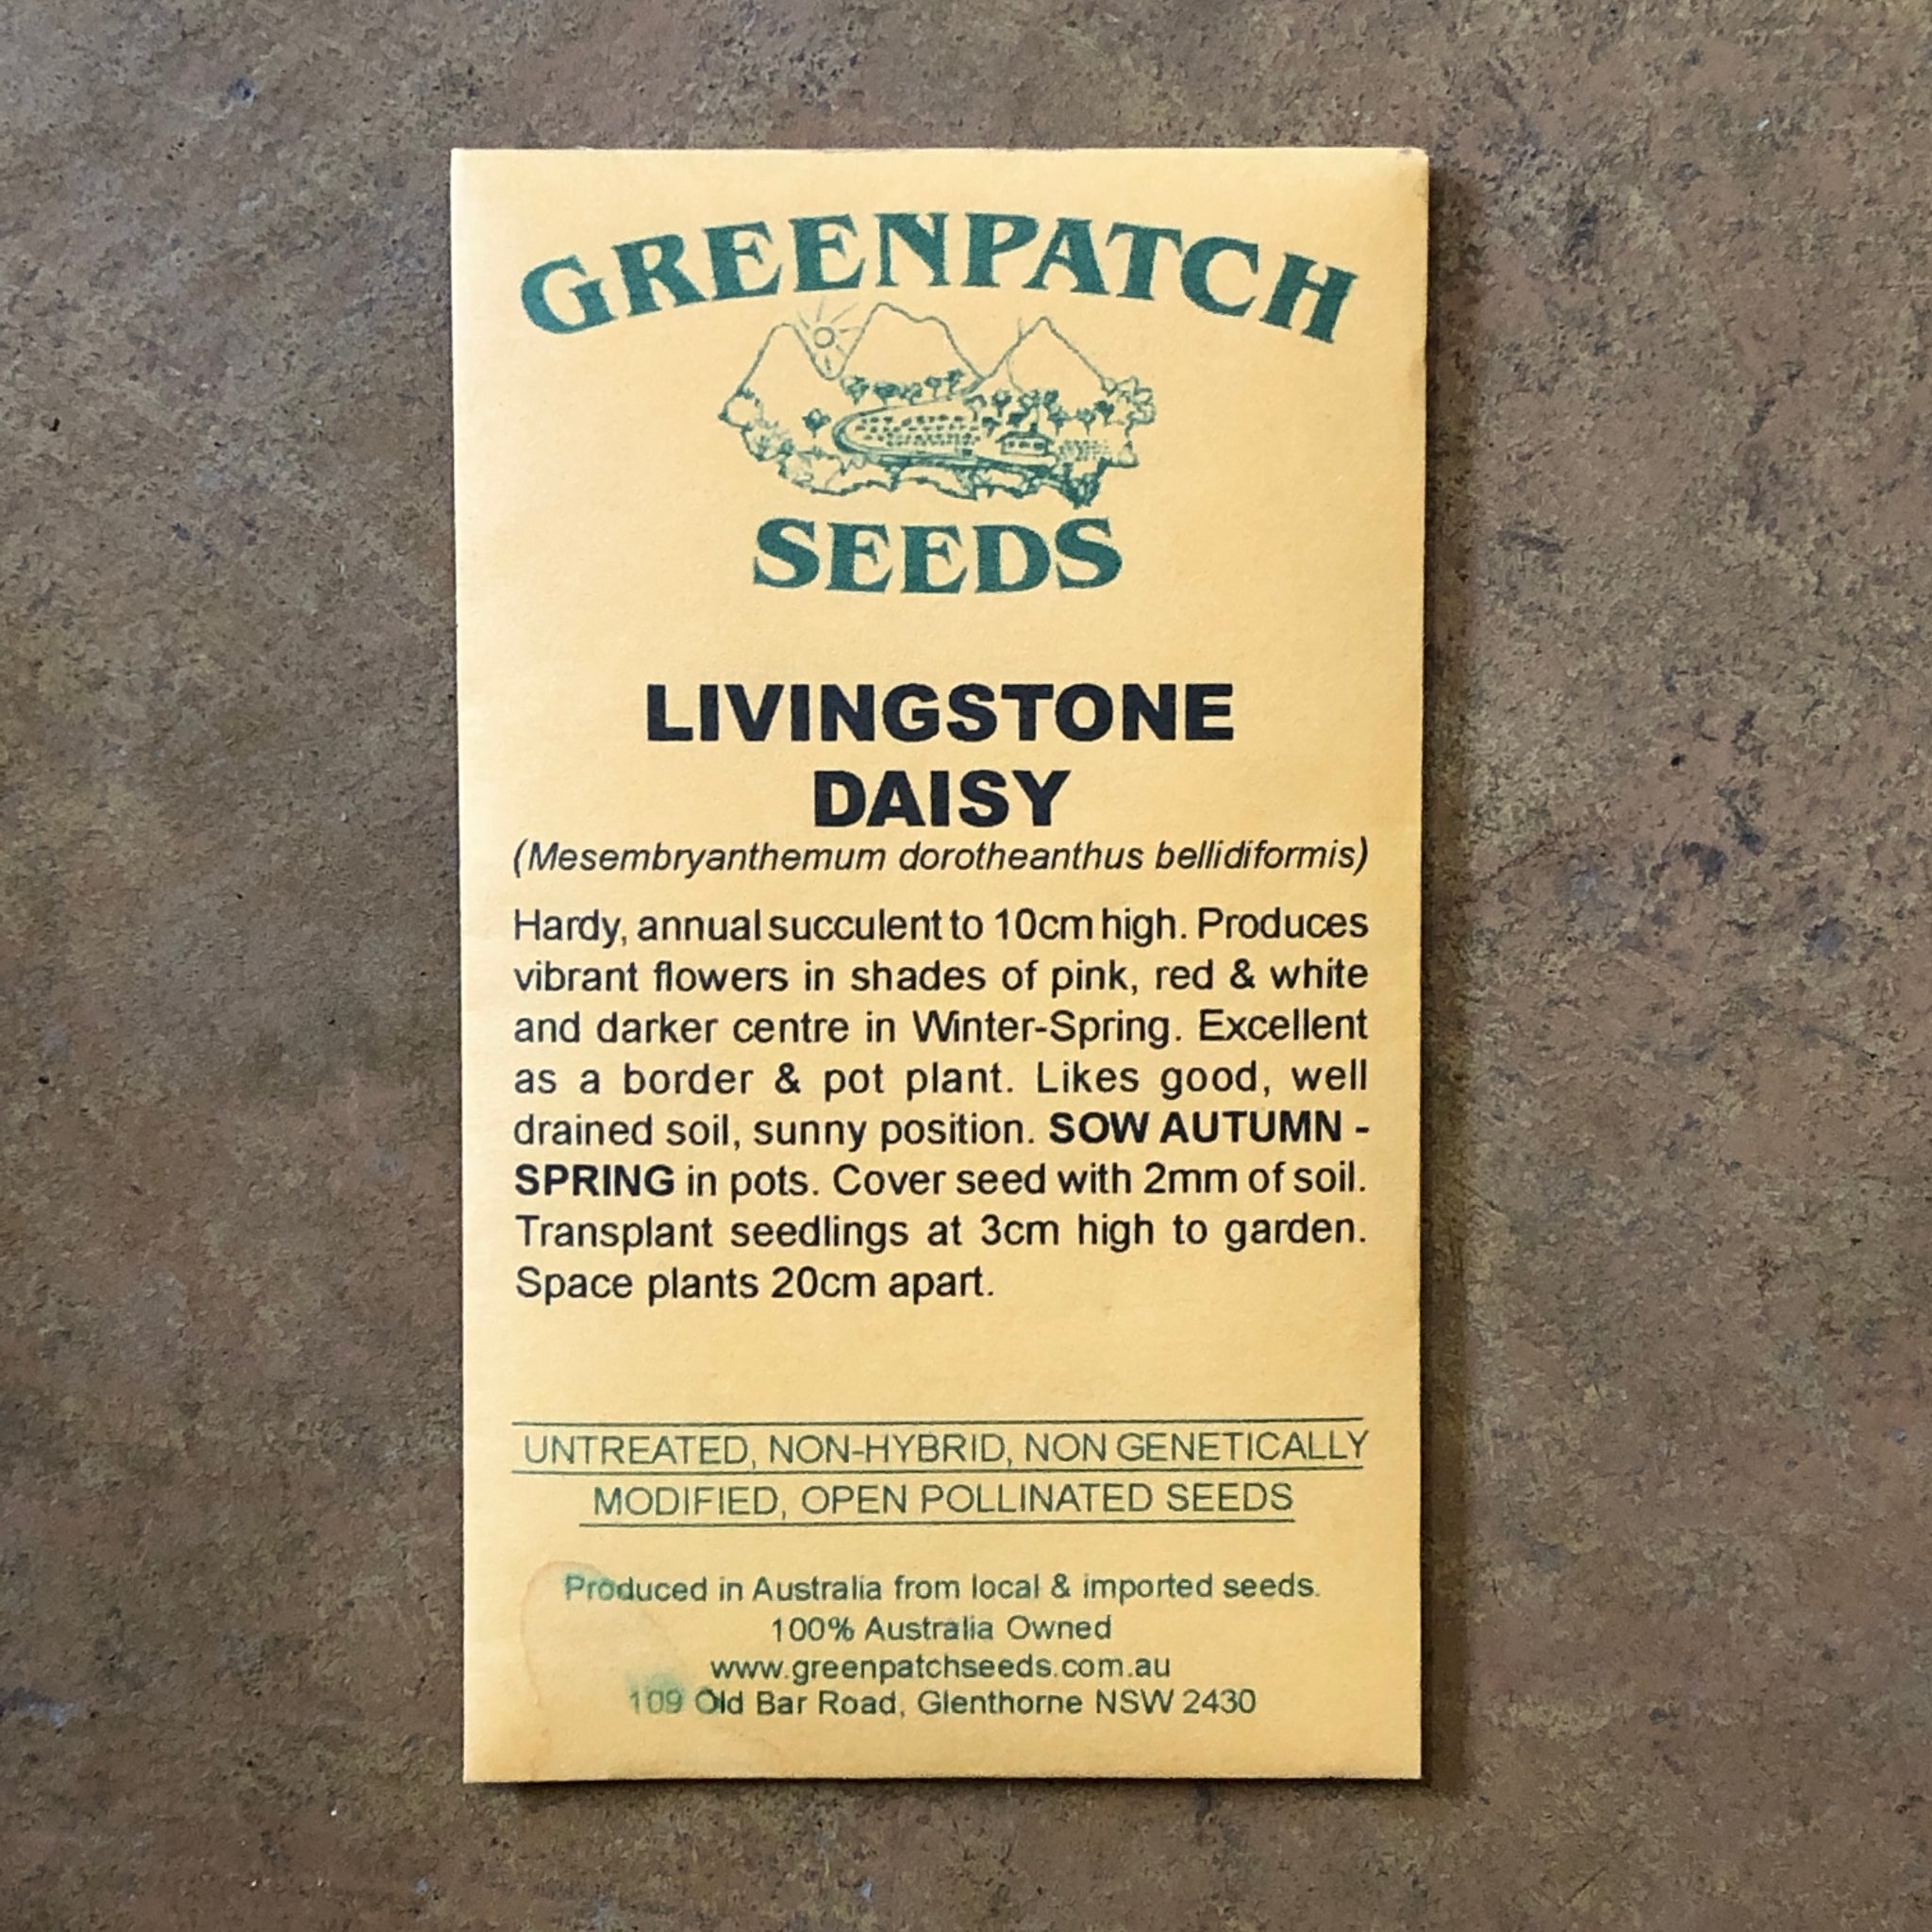 GREENPATCH
SEEDS
LIVINGSTONE
DAISY
(Mesembryanthemum dorotheanthus bellidiformis)
Hardy, annual succulent to 10cm high. Produces
vibrant flowers in shades of pink, red & white
and darker centre in Winter-Spring. Excellent
as a border & pot plant. Likes good, well
drained soil, sunny position. SOW AUTUMN -
SPRING in pots. Cover seed with 2mm of soil.
Transplant seedlings at 3cm high to garden.
Space plants 20cm apart.
UNTREATED, NON-HYBRID, NON GENETICALLY
MODIFIED, OPEN POLLINATED SEEDS
Produced in Australia from local & imported seeds.
100% Australia Owned
www.greenpatchseeds.com.au
109 Old Bar Road, Glenthorne NSW 2430